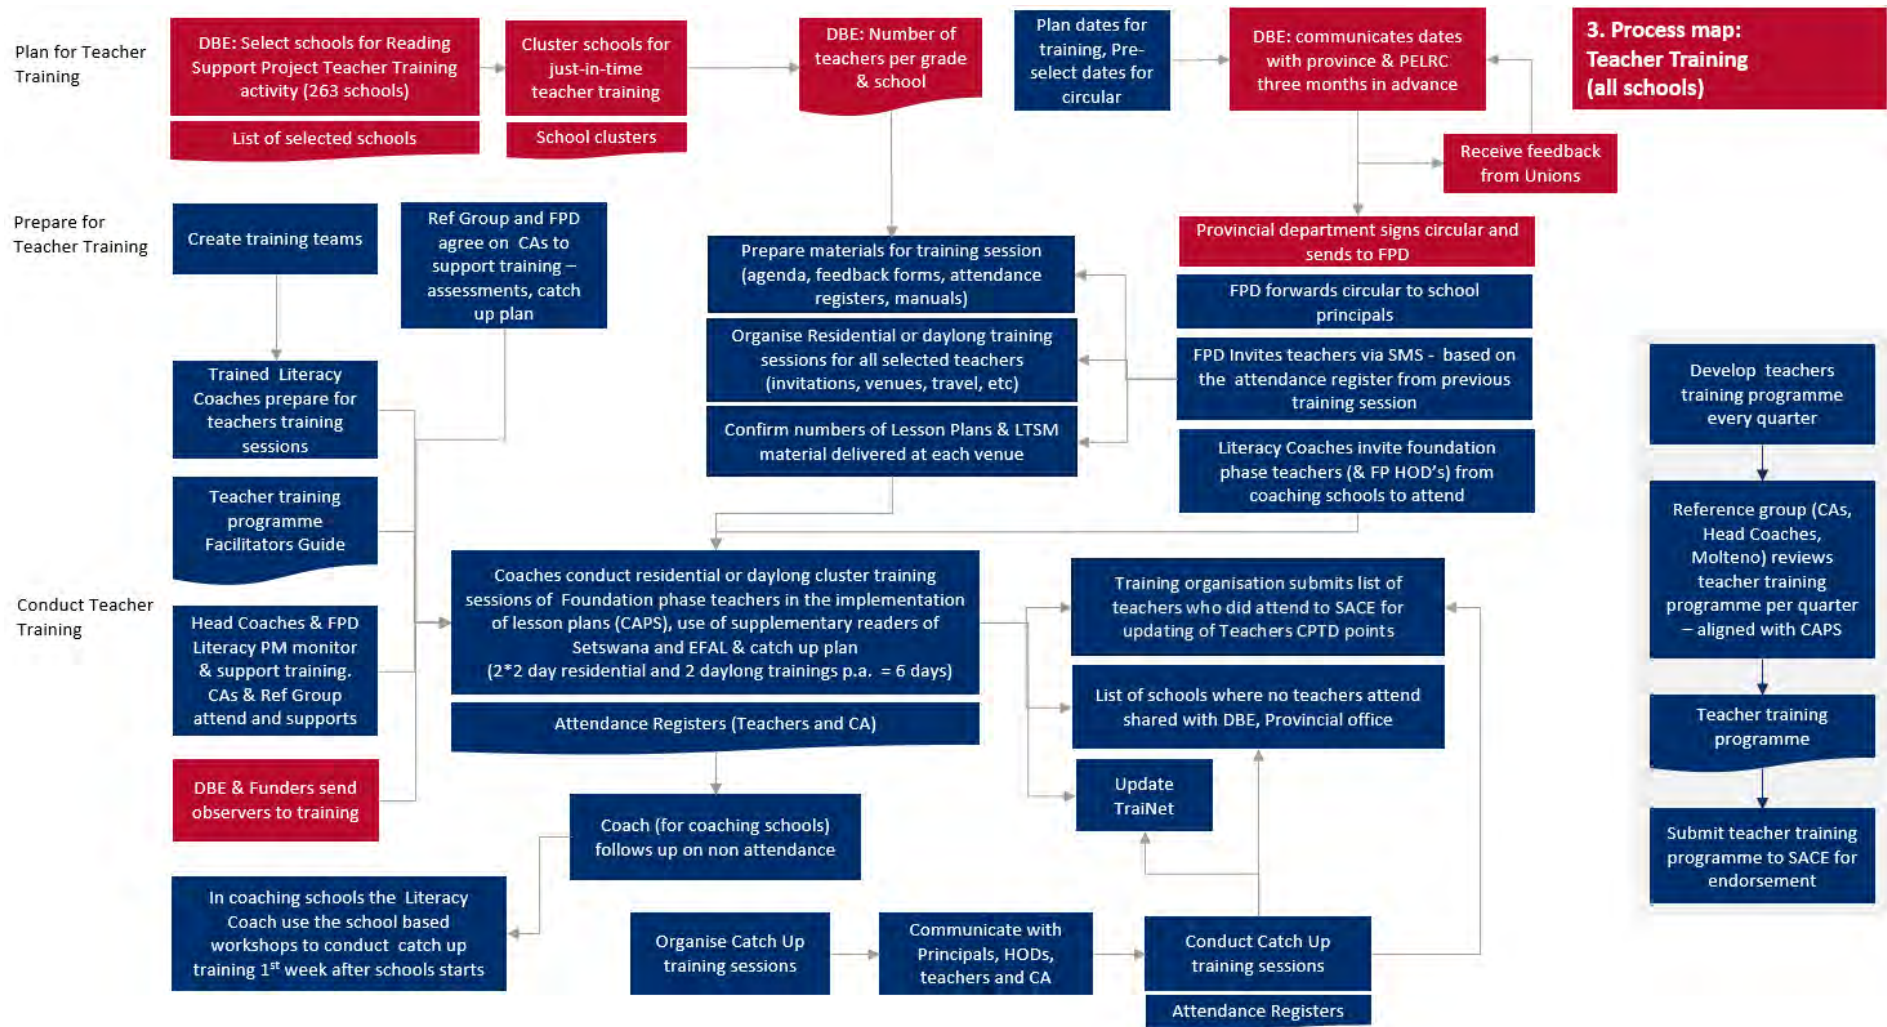 Plan for Teacher
Training
DBE: Select schools for Reading
Support Project Teacher Training
activity (263 schools)
List of selected schools
Cluster schools for
just-in-time
teacher training
School clusters
DBE: Number of
teachers per grade
& school
Plan dates for
training, Pre-
select dates for
circular
DBE: communicates dates
with province & PELRC
three months in advance
3. Process map:
Teacher Training
(all schools)
Receive feedback
from Unions
Prepare for
Teacher Training
Create training teams
Ref Group and FPD
agree on CAs to
support training –
assessments, catch
up plan
Prepare materials for training session
(agenda, feedback forms, attendance
registers, manuals)
Organise Residential or daylong training
sessions for all selected teachers
(invitations, venues, travel, etc)
Confirm numbers of Lesson Plans & LTSM
material delivered at each venue
Provincial department signs circular and
sends to FPD
FPD forwards circular to school
principals
FPD Invites teachers via SMS - based on
the attendance register from previous
training session
Literacy Coaches invite foundation
phase teachers (& FP HOD's) from
coaching schools to attend
Trained Literacy
Coaches prepare for
teachers training
sessions
Teacher training
programme
Facilitators Guide
Conduct Teacher
Training
Head Coaches & FPD
Literacy PM monitor
& support training.
CAs & Ref Group
attend and supports
DBE & Funders send
observers to training
Coaches conduct residential or daylong cluster training
sessions of Foundation phase teachers in the implementation
of lesson plans (CAPS), use of supplementary readers of
Setswana and EFAL & catch up plan
(2*2 day residential and 2 daylong trainings p.a. = 6 days)
Attendance Registers (Teachers and CA)
Training organisation submits list of
teachers who did attend to SACE for
updating of Teachers CPTD points
List of schools where no teachers attend
shared with DBE, Provincial office
Update
TraiNet
Coach (for coaching schools)
follows up on non attendance
In coaching schools the Literacy
Coach use the school based
workshops to conduct catch up
training 1st week after schools starts
Organise Catch Up
training sessions
Communicate with
Principals, HODs,
teachers and CA
Conduct Catch Up
training sessions
Attendance Registers
Develop teachers
training programme
every quarter
Reference group (CAs,
Head Coaches,
Molteno) reviews
teacher training
programme per quarter
– aligned with CAPS
Teacher training
programme
Submit teacher training
programme to SACE for
endorsement